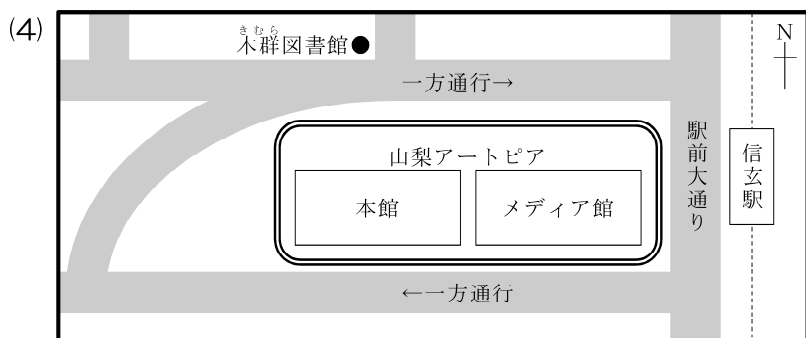 (4)
きむら
木群図書館
N
一方通行→
山梨アートピア
本館
メディア館
駅前大通り
信玄駅
←一方通行